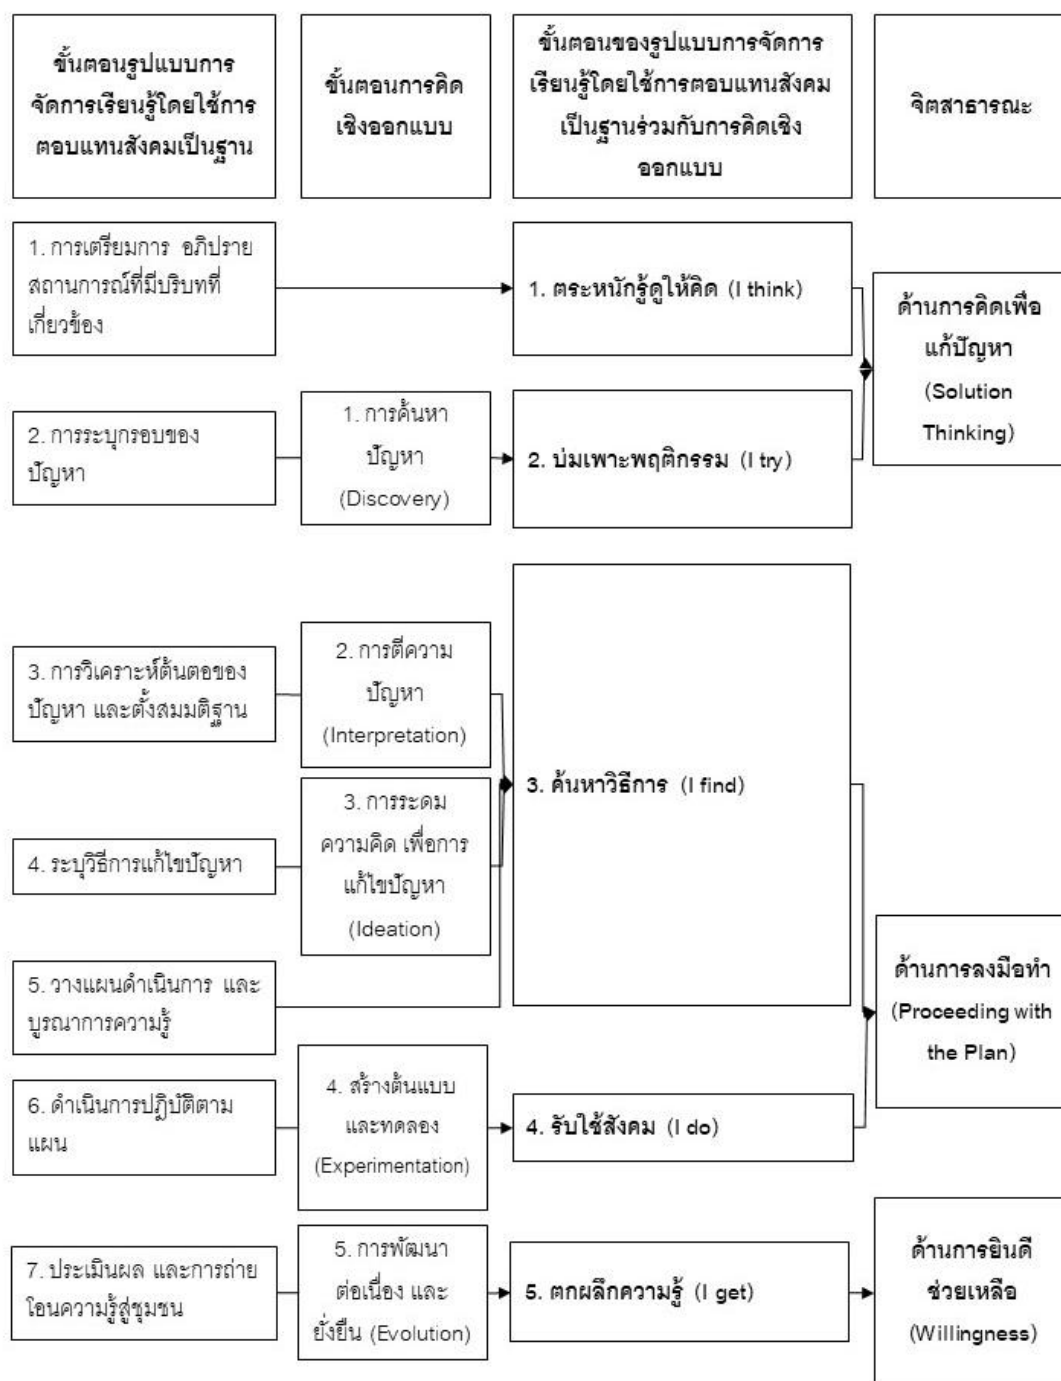 ขั้นตอนรูปแบบการ
จัดการเรียนรู้โดยใช้การ
ตอบแทนสังคมเป็นฐาน
ขั้นตอนการคิด
เชิงออกแบบ
ขั้นตอนของรูปแบบการจัดการ
เรียนรู้โดยใช้การตอบแทนสังคม
เป็นฐานร่วมกับการคิดเชิง
ออกแบบ
จิตสาธารณะ
1. การเตรียมการ อภิปราย
สถานการณ์ที่มีบริบทที่
เกี่ยวข้อง
1. ตระหนักรู้ดูให้คิด (I think)
ด้านการคิดเพื่อ
แก้ปัญหา
(Solution
Thinking)
2. การระบุกรอบของ
ปัญหา
1. การค้นหา
ปัญหา
(Discovery)
2. บ่มเพาะพฤติกรรม (I try)
3. การวิเคราะห์ต้นตอของ
ปัญหา และตั้งสมมติฐาน
2. การตีความ
ปัญหา
(Interpretation)
3. ค้นหาวิธีการ (I find)
4. ระบุวิธีการแก้ไขปัญหา
3. การระดม
ความคิด เพื่อการ
แก้ไขปัญหา
(Ideation)
5. วางแผนดำเนินการ และ
บูรณาการความรู้
ด้านการลงมือทำ
(Proceeding with
the Plan)
6. ดำเนินการปฏิบัติตาม
แผน
4. สร้างต้นแบบ
และทดลอง
(Experimentation)
4. รับใช้สังคม (I do)
7. ประเมินผล และการถ่าย
โอนความรู้สู่ชุมชน
5. การพัฒนา
ต่อเนื่อง และ
ยั่งยืน (Evolution)
5. ตกผลึกความรู้ (I get)
ด้านการยินดี
ช่วยเหลือ
(Willingness)